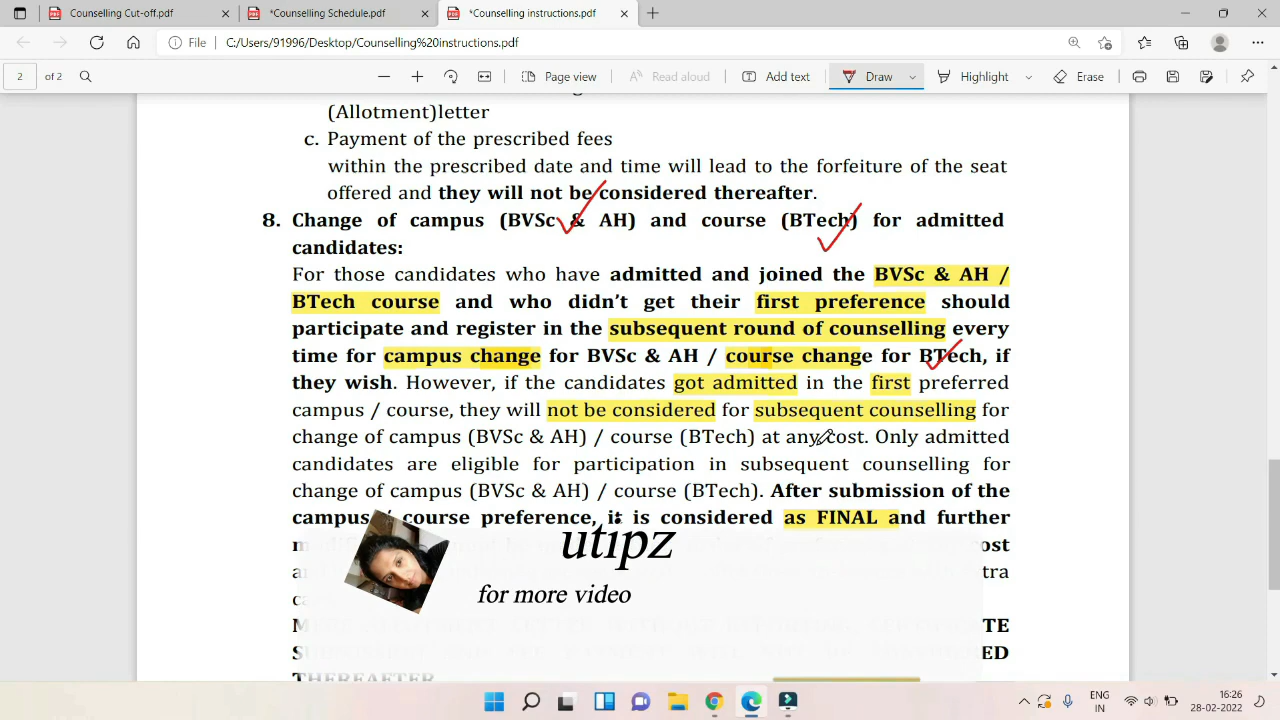 Counselling Cut-off.pdf
*Counselling Schedule.pdf
*Counselling instructions.pdf
File
C:/Users/91996/Desktop/Counselling%20instructions.pdf
2 of 2
Page view
Read aloud
Add text
Draw
Highlight
Erase
(Allotment)letter
c. Payment of the prescribed fees
within the prescribed date and time will lead to the forfeiture of the seat
offered and they will not be considered thereafter.
8. Change of campus (BVSc & AH) and course (BTech) for admitted
candidates:
For those candidates who have admitted and joined the BVSc & AH /
BTech course and who didn't get their first preference should
participate and register in the subsequent round of counselling every
time for campus change for BVSc & AH / course change for BTech, if
they wish. However, if the candidates got admitted in the first preferred
campus / course, they will not be considered for subsequent counselling for
change of campus (BVSc & AH) / course (BTech) at any cost. Only admitted
candidates are eligible for participation in subsequent counselling for
change of campus (BVSc & AH) / course (BTech). After submission of the
campus / course preference, it is considered as FINAL and further
cost
utipz
for more video
THEREAFTER
ENG
IN
16:26
28-02-2022